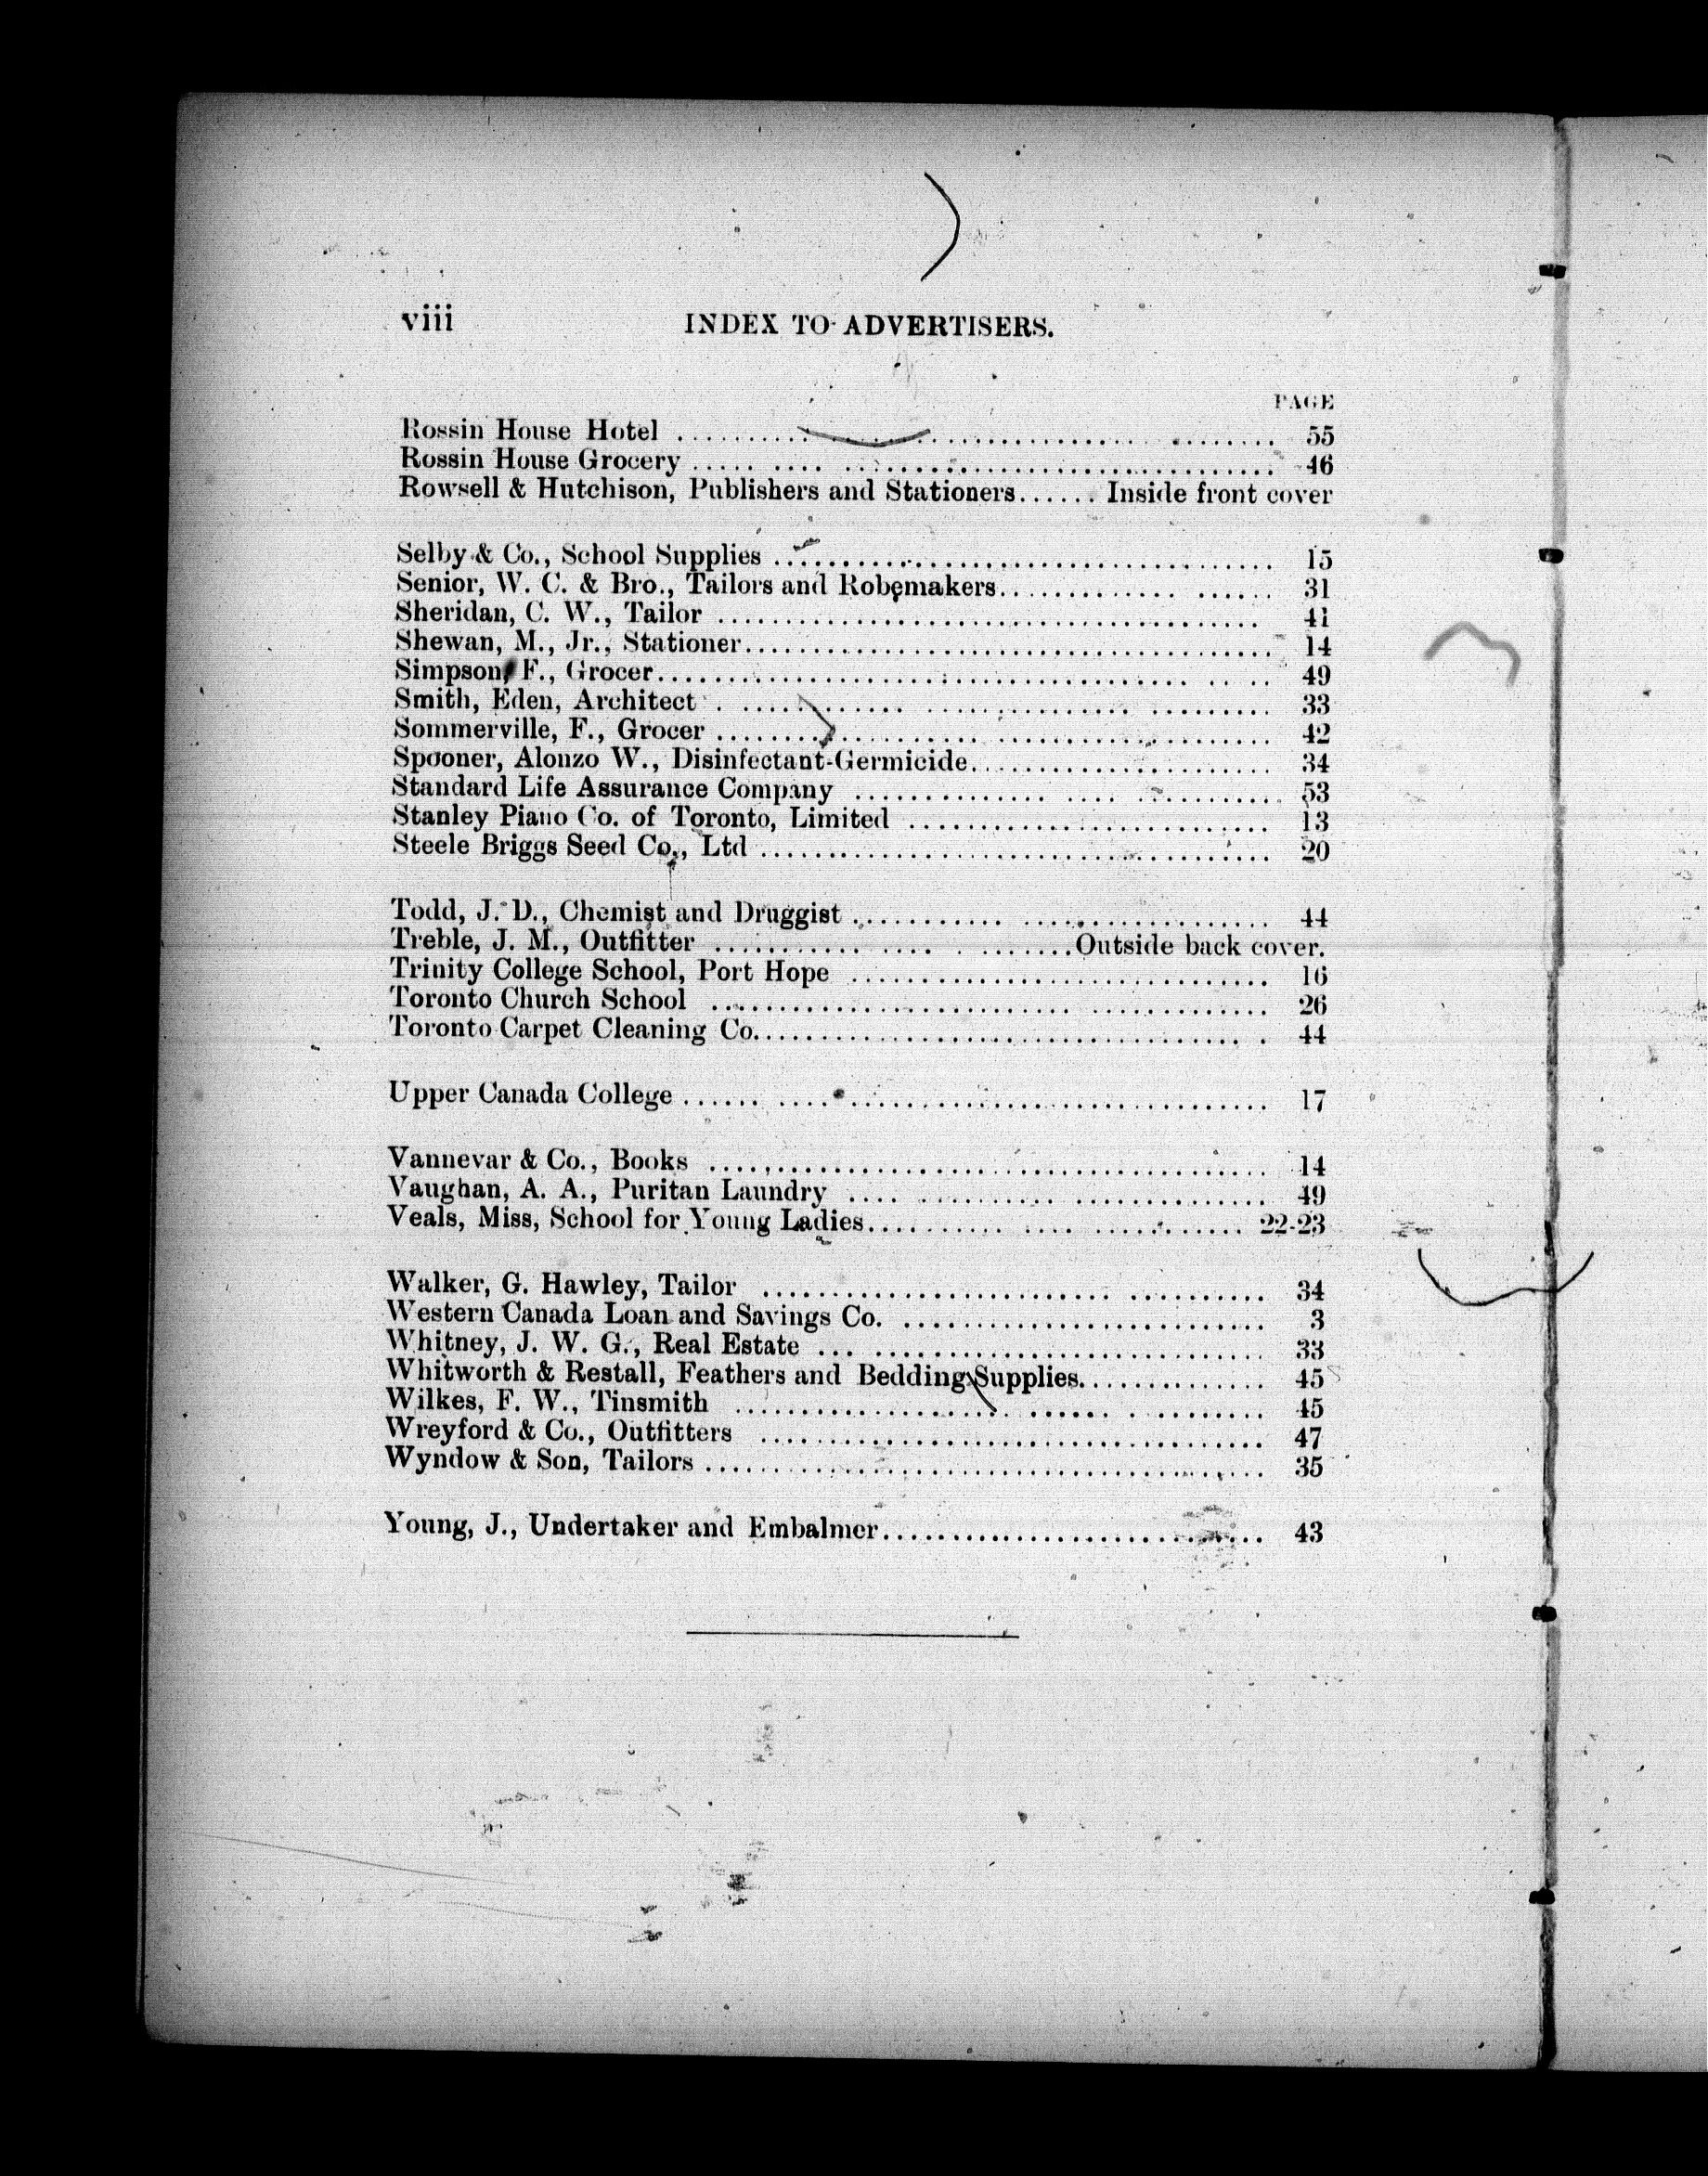 viii INDEX TO ADVERTISERS.
PAGE
Rossin House Hotel .......... 55
Rossin House Grocery .......... 46
Rowsell & Hutchison, Publishers and Stationers...... Inside front cover
Selby & Co., School Supplies .......... 15
Senior, W. C. & Bro., Tailors and Robemakers.......... 31
Sheridan, C. W., Tailor .......... 41
Shewan, M., Jr., Stationer.......... 14
Simpson, F., Grocer.......... 49
Smith, Eden, Architect .......... 33
Sommerville, F., Grocer .......... 42
Spooner, Alonzo W., Disinfectant-Germicide.......... 34
Standard Life Assurance Company .......... 53
Stanley Piano Co. of Toronto, Limited .......... 13
Steele Briggs Seed Co., Ltd .......... 20
Todd, J. D., Chemist and Druggist .......... 44
Treble, J. M., Outfitter .......... Outside back cover.
Trinity College School, Port Hope .......... 16
Toronto Church School .......... 26
Toronto Carpet Cleaning Co.......... 44
Upper Canada College .......... 17
Vannevar & Co., Books .......... 14
Vaughan, A. A., Puritan Laundry .......... 49
Veals, Miss, School for Young Ladies.......... 22-23
Walker, G. Hawley, Tailor .......... 34
Western Canada Loan and Savings Co. .......... 3
Whitney, J. W. G., Real Estate .......... 33
Whitworth & Restall, Feathers and Bedding Supplies.......... 45
Wilkes, F. W., Tinsmith .......... 45
Wreyford & Co., Outfitters .......... 47
Wyndow & Son, Tailors .......... 35
Young, J., Undertaker and Embalmer.......... 43